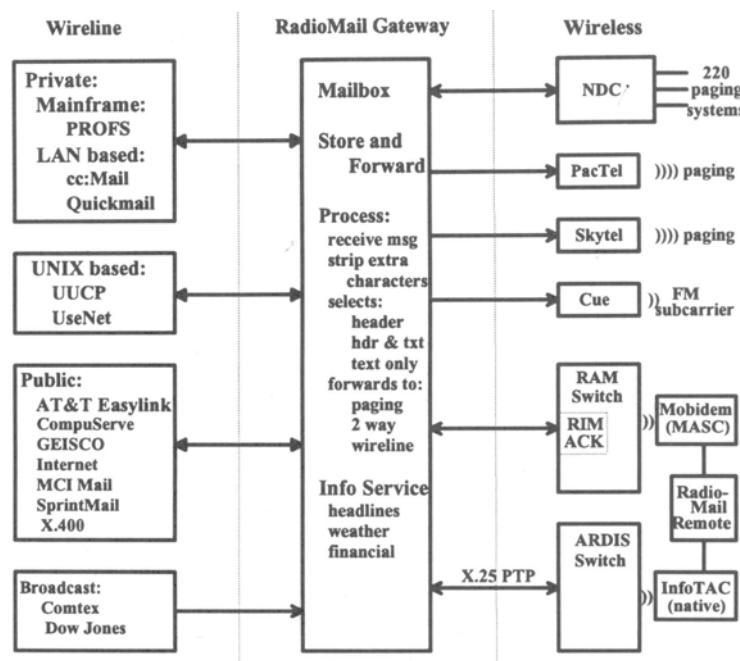 Wireline
RadioMail Gateway
Wireless
Private:
Mainframe:
PROFS
LAN based:
cc:Mail
Quickmail
UNIX based:
UUCP
UseNet
Public:
AT&T Easylink
CompuServe
GEISCO
Internet
MCI Mail
SprintMail
X.400
Broadcast:
Comtex
Dow Jones
Mailbox
Store and
Forward
Process:
receive msg
strip extra
characters
selects:
header
hdr & txt
text only
forwards to:
paging
2 way
wireline
Info Service
headlines
weather
financial
X.25 PTP
NDC
220
paging
systems
PacTel
)))) paging
Skytel
)))) paging
Cue
)) FM
subcarrier
RAM
Switch
RIM
ACK
))
Mobidem
(MASC)
Radio-
Mail
Remote
ARDIS
Switch
))
InfoTAC
(native)